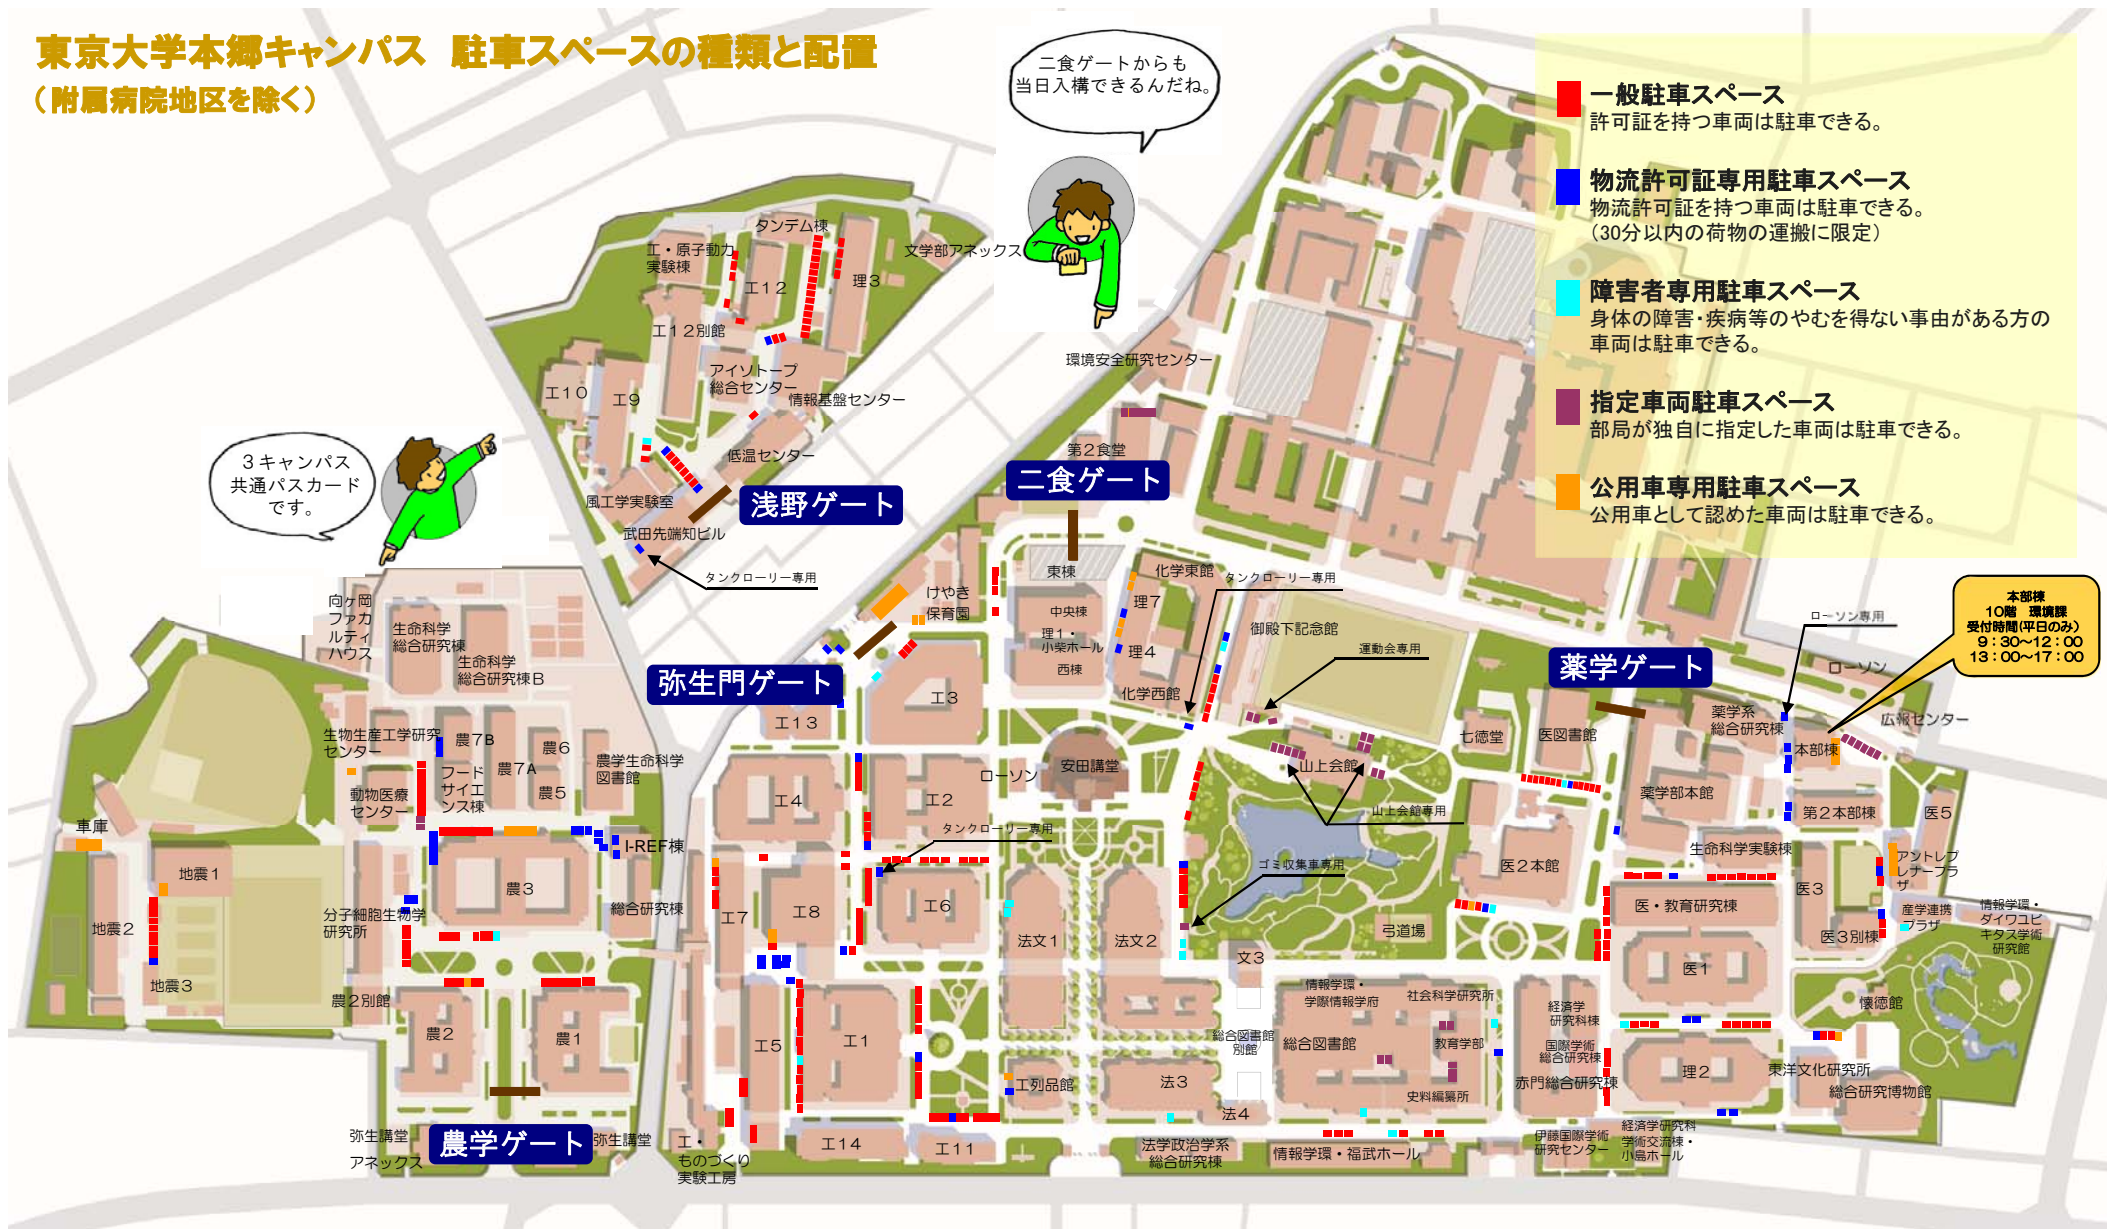 東京大学本郷キャンパス 駐車スペースの種類と配置
（附属病院地区を除く）
二食ゲートからも
当日入構できるんだね。
一般駐車スペース
許可証を持つ車両は駐車できる。
物流許可証専用駐車スペース
物流許可証を持つ車両は駐車できる。
（30分以内の荷物の運搬に限定）
障害者専用駐車スペース
身体の障害・疾病等のやむを得ない事由がある方の
車両は駐車できる。
指定車両駐車スペース
部局が独自に指定した車両は駐車できる。
公用車専用駐車スペース
公用車として認めた車両は駐車できる。
タンデム棟
工・原子動力
実験棟
工１２
理３
文学部アネックス
工１２別館
アイソトープ
総合センター
情報基盤センター
工１０
工９
低温センター
風工学実験室
武田先端知ビル
浅野ゲート
タンクローリー専用
３キャンパス
共通パスカード
です。
環境安全研究センター
第２食堂
二食ゲート
向ヶ岡
ファカ
ルティ
ハウス
生命科学
総合研究棟
生命科学
総合研究棟Ｂ
生物生産工学研究
センター
農７Ｂ
農７Ａ
農６
農５
農学生命科学
図書館
動物医療
センター
フード
サイエ
ンス棟
I-REF棟
車庫
地震１
地震２
地震３
農３
分子細胞生物学
研究所
総合研究棟
農２別館
農２
農１
弥生講堂
アネックス
農学ゲート
弥生講堂
けやき
保育園
弥生門ゲート
東棟
中央棟
理１・
小柴ホール
西棟
化学東館
理７
理４
化学西館
タンクローリー専用
御殿下記念館
運動会専用
工１３
工３
工４
工２
ローソン
安田講堂
タンクローリー専用
山上会館
山上会館専用
ゴミ収集車専用
工７
工８
工６
法文１
法文２
文３
弓道場
工５
工１
工列品館
法３
法４
総合図書館
別館
総合図書館
情報学環・
学際情報学府
社会科学研究所
教育学部
史料編纂所
工・
ものづくり
実験工房
工１４
工１１
法学政治学系
総合研究棟
情報学環・福武ホール
七徳堂
医図書館
薬学ゲート
薬学系
総合研究棟
薬学部本館
ローソン専用
ローソン
広報センター
本部棟
10階 環境課
受付時間(平日のみ)
9：30～12：00
13：00～17：00
本部棟
第２本部棟
医５
生命科学実験棟
アントレプ
レナープラ
ザ
医２本館
医・教育研究棟
医３
医３別棟
産学連携
プラザ
情報学環・
ダイワユビ
キタス学術
研究館
医１
懐徳館
経済学
研究科棟
国際学術
総合研究棟
赤門総合研究棟
理２
東洋文化研究所
総合研究博物館
伊藤国際学術
研究センター
経済学研究科
学術交流棟・
小島ホール